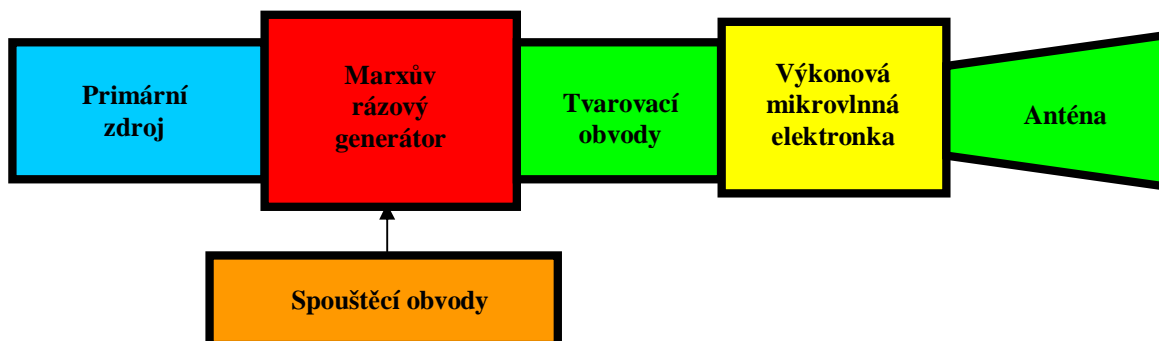 Primární
zdroj
Marxův
rázový
generátor
Tvarovací
obvody
Výkonová
mikrovlnná
elektronka
Anténa
Spouštěcí obvody